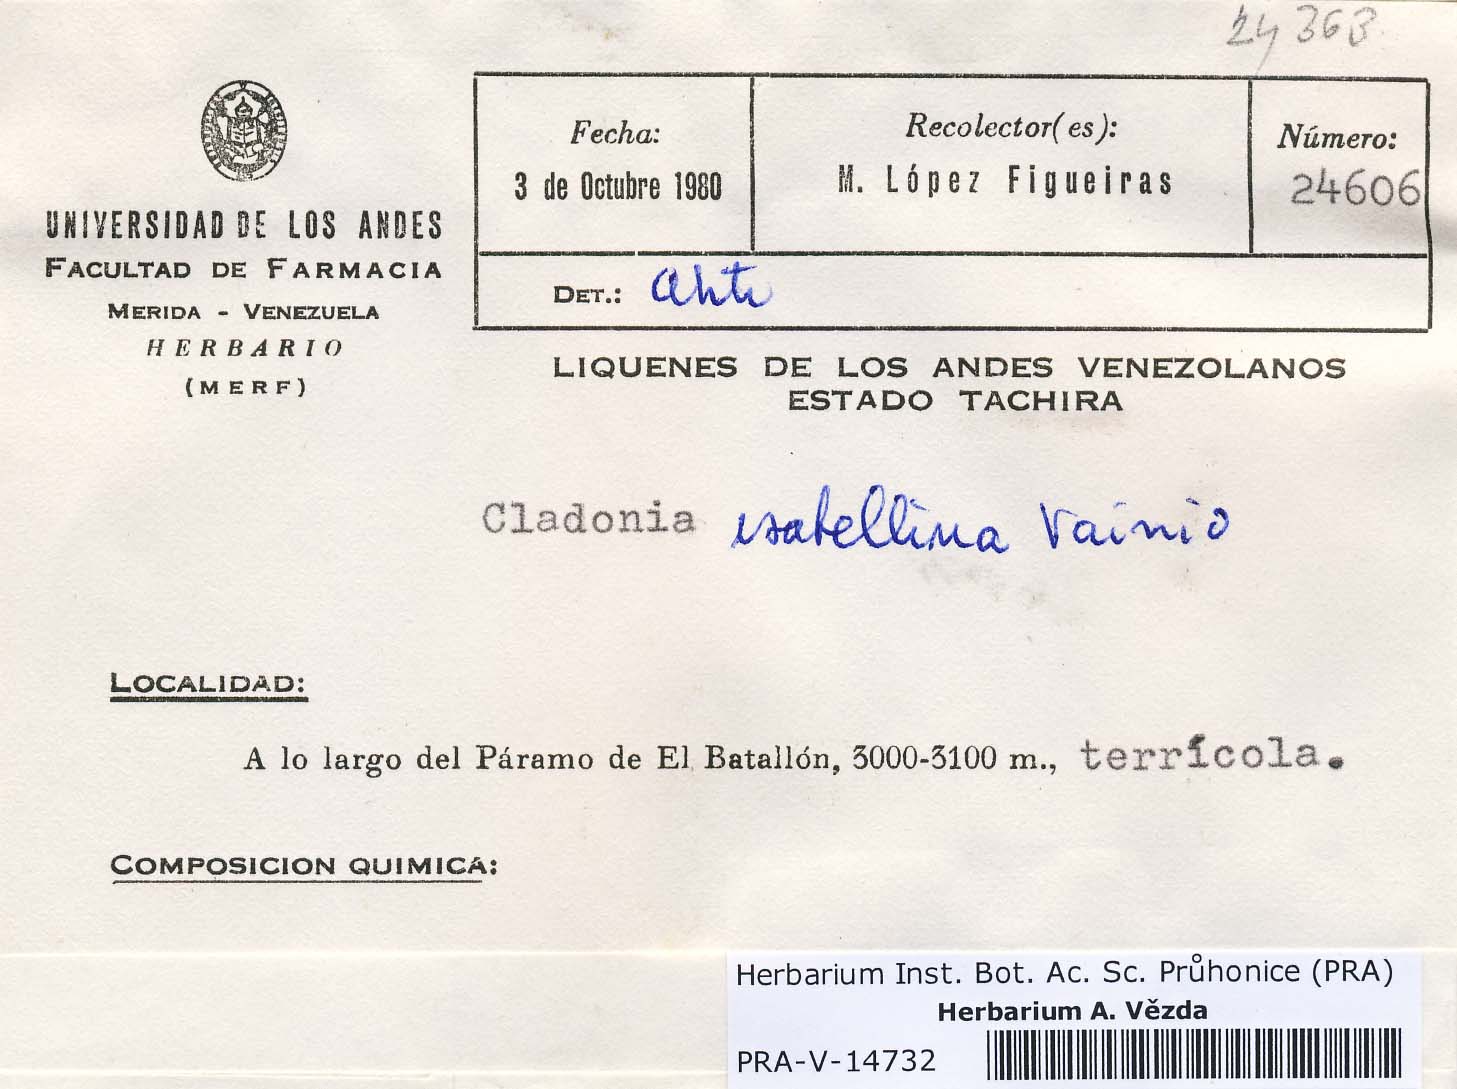 24 363
UNIVERSIDAD DE LOS ANDES
FACULTAD DE FARMACIA
MERIDA - VENEZUELA
HERBARIO
(MERF)
Fecha:
3 de Octubre 1980
Recolector(es):
M. López Figueiras
Número:
24606
DET.: Ahti
LIQUENES DE LOS ANDES VENEZOLANOS
ESTADO TACHIRA
Cladonia isabellina Vainio
LOCALIDAD:
A lo largo del Páramo de El Batallón, 3000-3100 m., terrícola.
COMPOSICION QUIMICA:
Herbarium Inst. Bot. Ac. Sc. Průhonice (PRA)
Herbarium A. Vězda
PRA-V-14732